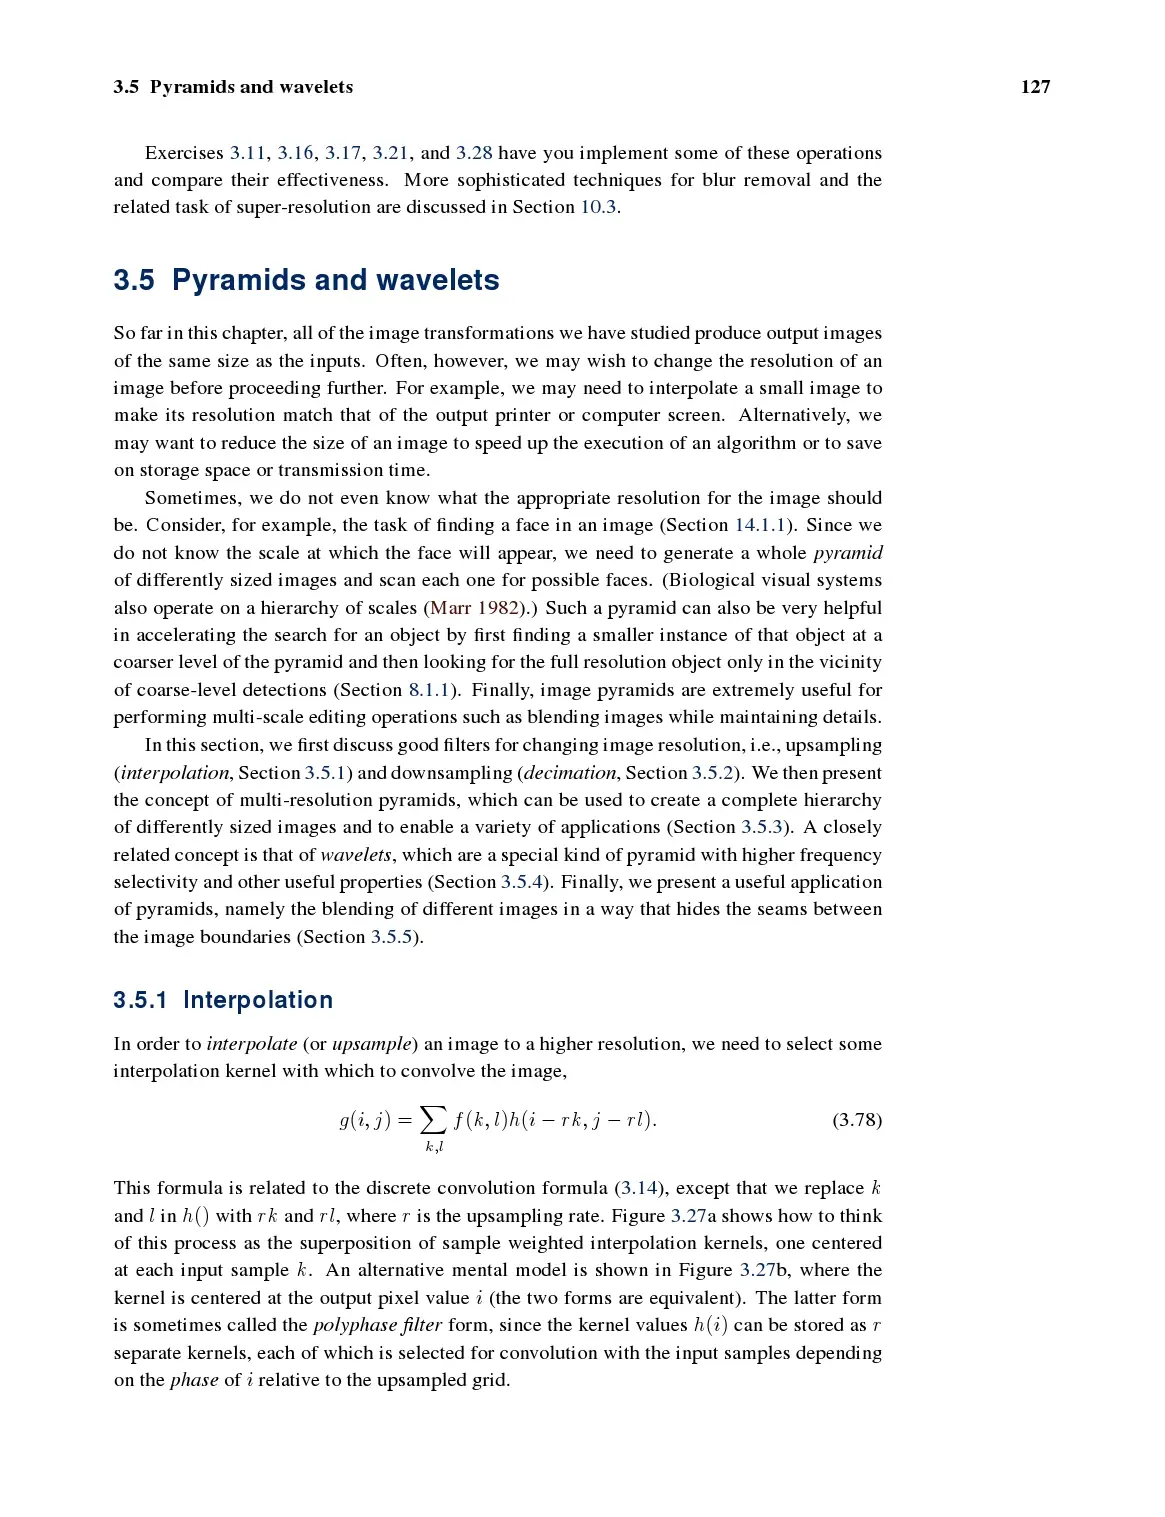 3.5 Pyramids and wavelets 127
Exercises 3.11, 3.16, 3.17, 3.21, and 3.28 have you implement some of these operations
and compare their effectiveness. More sophisticated techniques for blur removal and the
related task of super-resolution are discussed in Section 10.3.
3.5 Pyramids and wavelets
So far in this chapter, all of the image transformations we have studied produce output images
of the same size as the inputs. Often, however, we may wish to change the resolution of an
image before proceeding further. For example, we may need to interpolate a small image to
make its resolution match that of the output printer or computer screen. Alternatively, we
may want to reduce the size of an image to speed up the execution of an algorithm or to save
on storage space or transmission time.
Sometimes, we do not even know what the appropriate resolution for the image should
be. Consider, for example, the task of finding a face in an image (Section 14.1.1). Since we
do not know the scale at which the face will appear, we need to generate a whole pyramid
of differently sized images and scan each one for possible faces. (Biological visual systems
also operate on a hierarchy of scales (Marr 1982).) Such a pyramid can also be very helpful
in accelerating the search for an object by first finding a smaller instance of that object at a
coarser level of the pyramid and then looking for the full resolution object only in the vicinity
of coarse-level detections (Section 8.1.1). Finally, image pyramids are extremely useful for
performing multi-scale editing operations such as blending images while maintaining details.
In this section, we first discuss good filters for changing image resolution, i.e., upsampling
(interpolation, Section 3.5.1) and downsampling (decimation, Section 3.5.2). We then present
the concept of multi-resolution pyramids, which can be used to create a complete hierarchy
of differently sized images and to enable a variety of applications (Section 3.5.3). A closely
related concept is that of wavelets, which are a special kind of pyramid with higher frequency
selectivity and other useful properties (Section 3.5.4). Finally, we present a useful application
of pyramids, namely the blending of different images in a way that hides the seams between
the image boundaries (Section 3.5.5).
3.5.1 Interpolation
In order to interpolate (or upsample) an image to a higher resolution, we need to select some
interpolation kernel with which to convolve the image,
g(i, j) = ∑ f(k, l)h(i − rk, j − rl). (3.78)
k,l
This formula is related to the discrete convolution formula (3.14), except that we replace k
and l in h() with rk and rl, where r is the upsampling rate. Figure 3.27a shows how to think
of this process as the superposition of sample weighted interpolation kernels, one centered
at each input sample k. An alternative mental model is shown in Figure 3.27b, where the
kernel is centered at the output pixel value i (the two forms are equivalent). The latter form
is sometimes called the polyphase filter form, since the kernel values h(i) can be stored as r
separate kernels, each of which is selected for convolution with the input samples depending
on the phase of i relative to the upsampled grid.